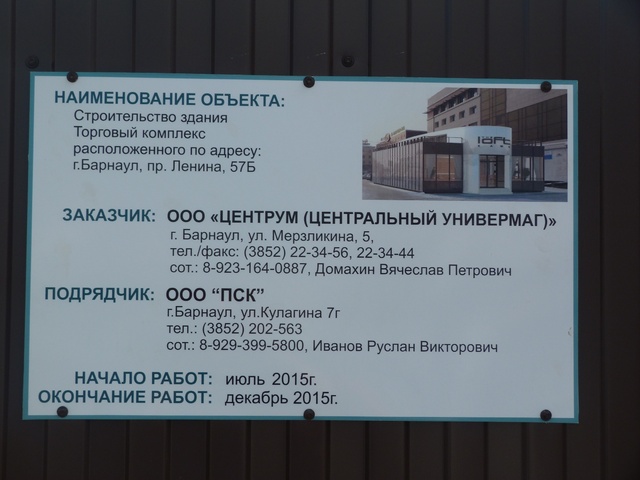 НАИМЕНОВАНИЕ ОБЪЕКТА:
Строительство здания
Торговый комплекс
расположенного по адресу:
г.Барнаул, пр. Ленина, 57Б
ЗАКАЗЧИК: ООО «ЦЕНТРУМ (ЦЕНТРАЛЬНЫЙ УНИВЕРМАГ)»
г. Барнаул, ул. Мерзликина, 5,
тел./факс: (3852) 22-34-56, 22-34-44
сот.: 8-923-164-0887, Домахин Вячеслав Петрович
ПОДРЯДЧИК: ООО “ПСК”
г.Барнаул, ул.Кулагина 7г
тел.: (3852) 202-563
сот.: 8-929-399-5800, Иванов Руслан Викторович
НАЧАЛО РАБОТ: июль 2015г.
ОКОНЧАНИЕ РАБОТ: декабрь 2015г.